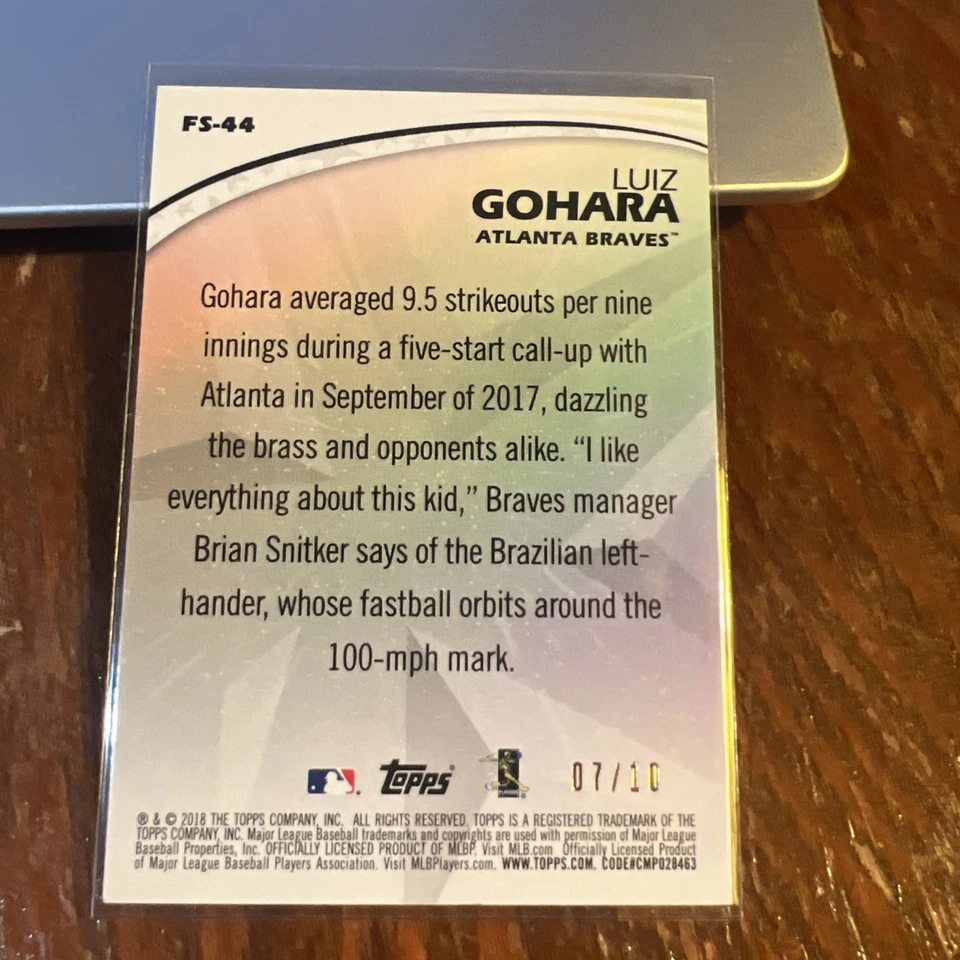 FS-44
LUIZ
GOHARA
ATLANTA BRAVES™
Gohara averaged 9.5 strikeouts per nine
innings during a five-start call-up with
Atlanta in September of 2017, dazzling
the brass and opponents alike. “I like
everything about this kid,” Braves manager
Brian Snitker says of the Brazilian left-
hander, whose fastball orbits around the
100-mph mark.
topps 07/10
® & © 2018 THE TOPPS COMPANY, INC. ALL RIGHTS RESERVED. TOPPS IS A REGISTERED TRADEMARK OF THE
TOPPS COMPANY, INC. Major League Baseball trademarks and copyrights are used with permission of Major League
Baseball Properties, Inc. OFFICIALLY LICENSED PRODUCT OF MLBP. Visit MLB.com Officially Licensed Product
of Major League Baseball Players Association. Visit MLBPlayers.com. WWW.TOPPS.COM. CODE#CMP028463